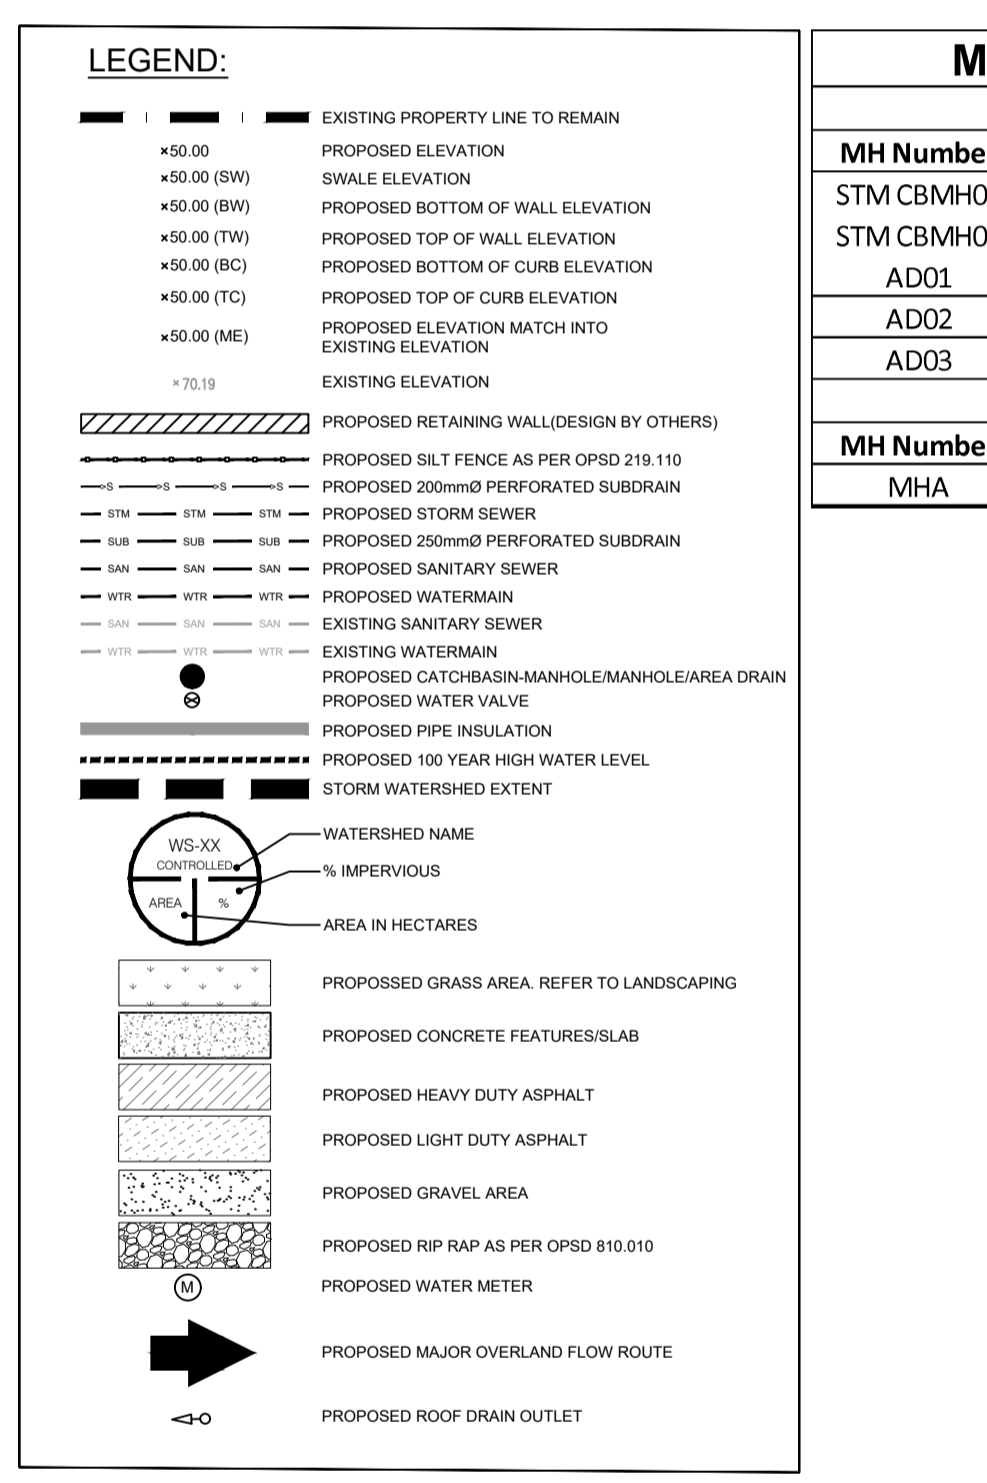 LEGEND:
EXISTING PROPERTY LINE TO REMAIN
×50.00 PROPOSED ELEVATION
×50.00 (SW) SWALE ELEVATION
×50.00 (BW) PROPOSED BOTTOM OF WALL ELEVATION
×50.00 (TW) PROPOSED TOP OF WALL ELEVATION
×50.00 (BC) PROPOSED BOTTOM OF CURB ELEVATION
×50.00 (TC) PROPOSED TOP OF CURB ELEVATION
×50.00 (ME) PROPOSED ELEVATION MATCH INTO
EXISTING ELEVATION
×70.19 EXISTING ELEVATION
PROPOSED RETAINING WALL(DESIGN BY OTHERS)
PROPOSED SILT FENCE AS PER OPSD 219.110
S S S S PROPOSED 200mmØ PERFORATED SUBDRAIN
STM STM STM PROPOSED STORM SEWER
SUB SUB SUB PROPOSED 250mmØ PERFORATED SUBDRAIN
SAN SAN SAN PROPOSED SANITARY SEWER
WTR WTR WTR PROPOSED WATERMAIN
SAN SAN SAN EXISTING SANITARY SEWER
WTR WTR WTR EXISTING WATERMAIN
PROPOSED CATCHBASIN-MANHOLE/MANHOLE/AREA DRAIN
PROPOSED WATER VALVE
PROPOSED PIPE INSULATION
PROPOSED 100 YEAR HIGH WATER LEVEL
STORM WATERSHED EXTENT
WS-XX
CONTROLLED
AREA %
WATERSHED NAME
% IMPERVIOUS
AREA IN HECTARES
PROPOSSED GRASS AREA. REFER TO LANDSCAPING
PROPOSED CONCRETE FEATURES/SLAB
PROPOSED HEAVY DUTY ASPHALT
PROPOSED LIGHT DUTY ASPHALT
PROPOSED GRAVEL AREA
PROPOSED RIP RAP AS PER OPSD 810.010
M PROPOSED WATER METER
PROPOSED MAJOR OVERLAND FLOW ROUTE
PROPOSED ROOF DRAIN OUTLET
M
MH Numbe
STM CBMH0
STM CBMH0
AD01
AD02
AD03
MH Numbe
MHA